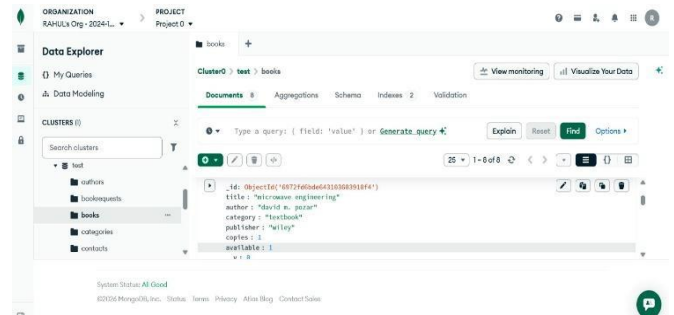 ORGANIZATION
RAHUL's Org - 2024-1...
PROJECT
Project 0
R
Data Explorer
My Queries
Data Modeling
CLUSTERS (1)
Search clusters
test
authors
bookrequests
books
categories
contacts
books
Cluster0 > test > books
View monitoring
Visualize Your Data
Documents 8 Aggregations Schema Indexes 2 Validation
Type a query: { field: 'value' } or Generate query
Explain Reset Find Options
25 1 - 8 of 8
title : "microwave engineering"
author : "david m. pozar"
category : "textbook"
publisher : "wiley"
copies : 1
available : 1
System Status: All Good
©2026 MongoDB, Inc. Status Terms Privacy Atlas Blog Contact Sales